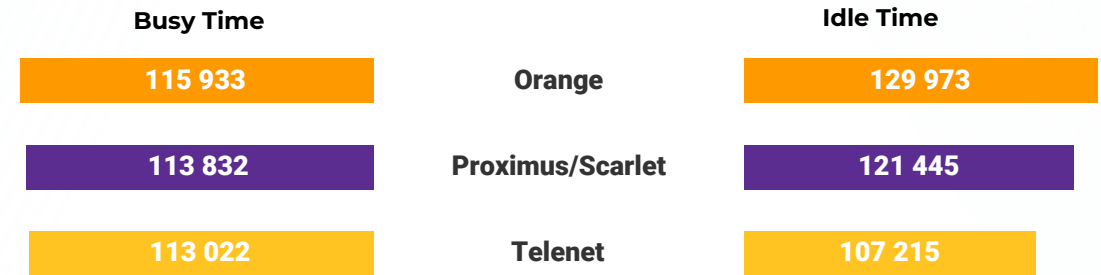 Busy Time
Idle Time
115 933
Orange
129 973
113 832
Proximus/Scarlet
121 445
113 022
Telenet
107 215